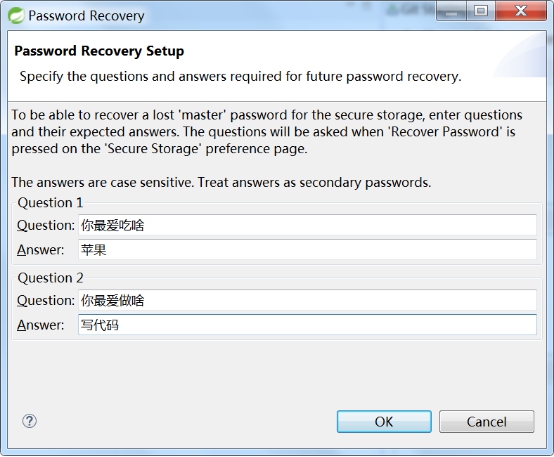 Password Recovery
Password Recovery Setup
Specify the questions and answers required for future password recovery.
To be able to recover a lost 'master' password for the secure storage, enter questions
and their expected answers. The questions will be asked when 'Recover Password' is
pressed on the 'Secure Storage' preference page.
The answers are case sensitive. Treat answers as secondary passwords.
Question 1
Question: 你最爱吃啥
Answer: 苹果
Question 2
Question: 你最爱做啥
Answer: 写代码
OK Cancel